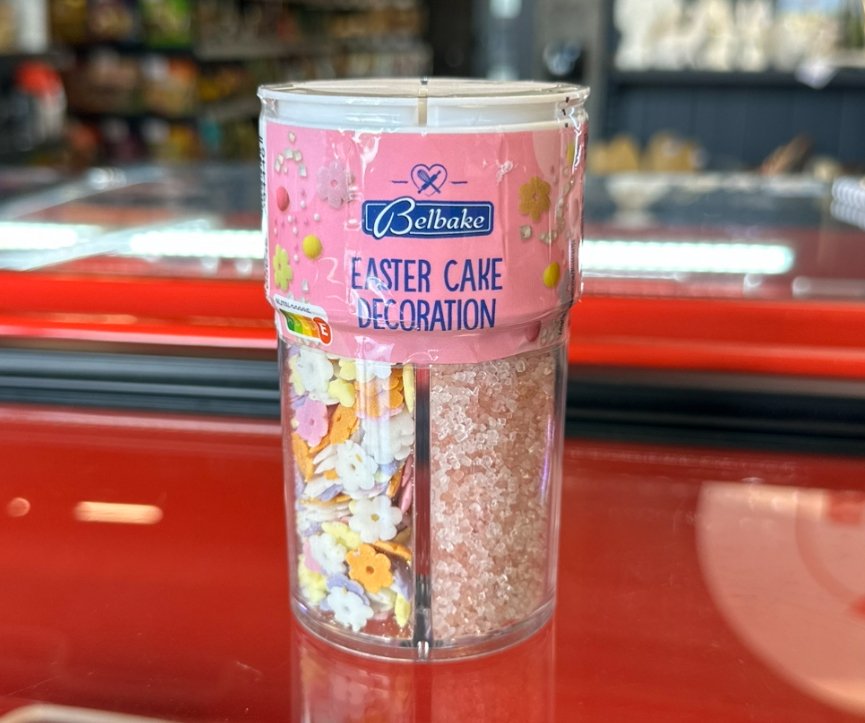 Belbake
EASTER CAKE
DECORATION
E